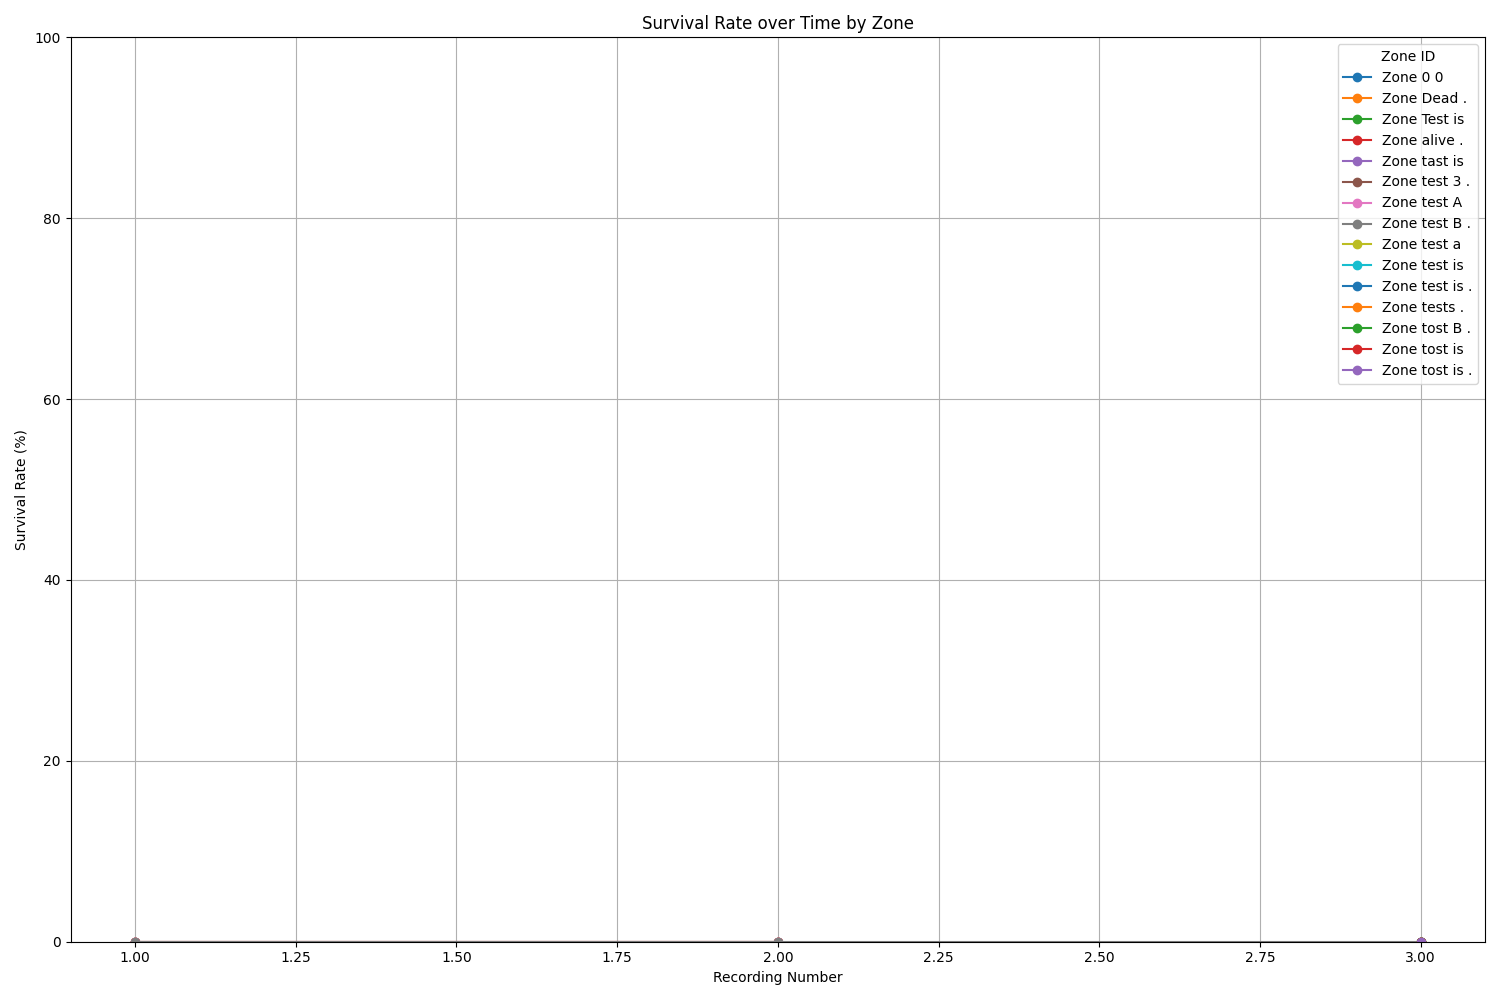 Survival Rate over Time by Zone
Zone ID
Zone 0 0
Zone Dead .
Zone Test is
Zone alive .
Zone tast is
Zone test 3 .
Zone test A
Zone test B .
Zone test a
Zone test is
Zone test is .
Zone tests .
Zone tost B .
Zone tost is
Zone tost is .
100
80
60
40
20
0
Survival Rate (%)
1.00 1.25 1.50 1.75 2.00 2.25 2.50 2.75 3.00
Recording Number